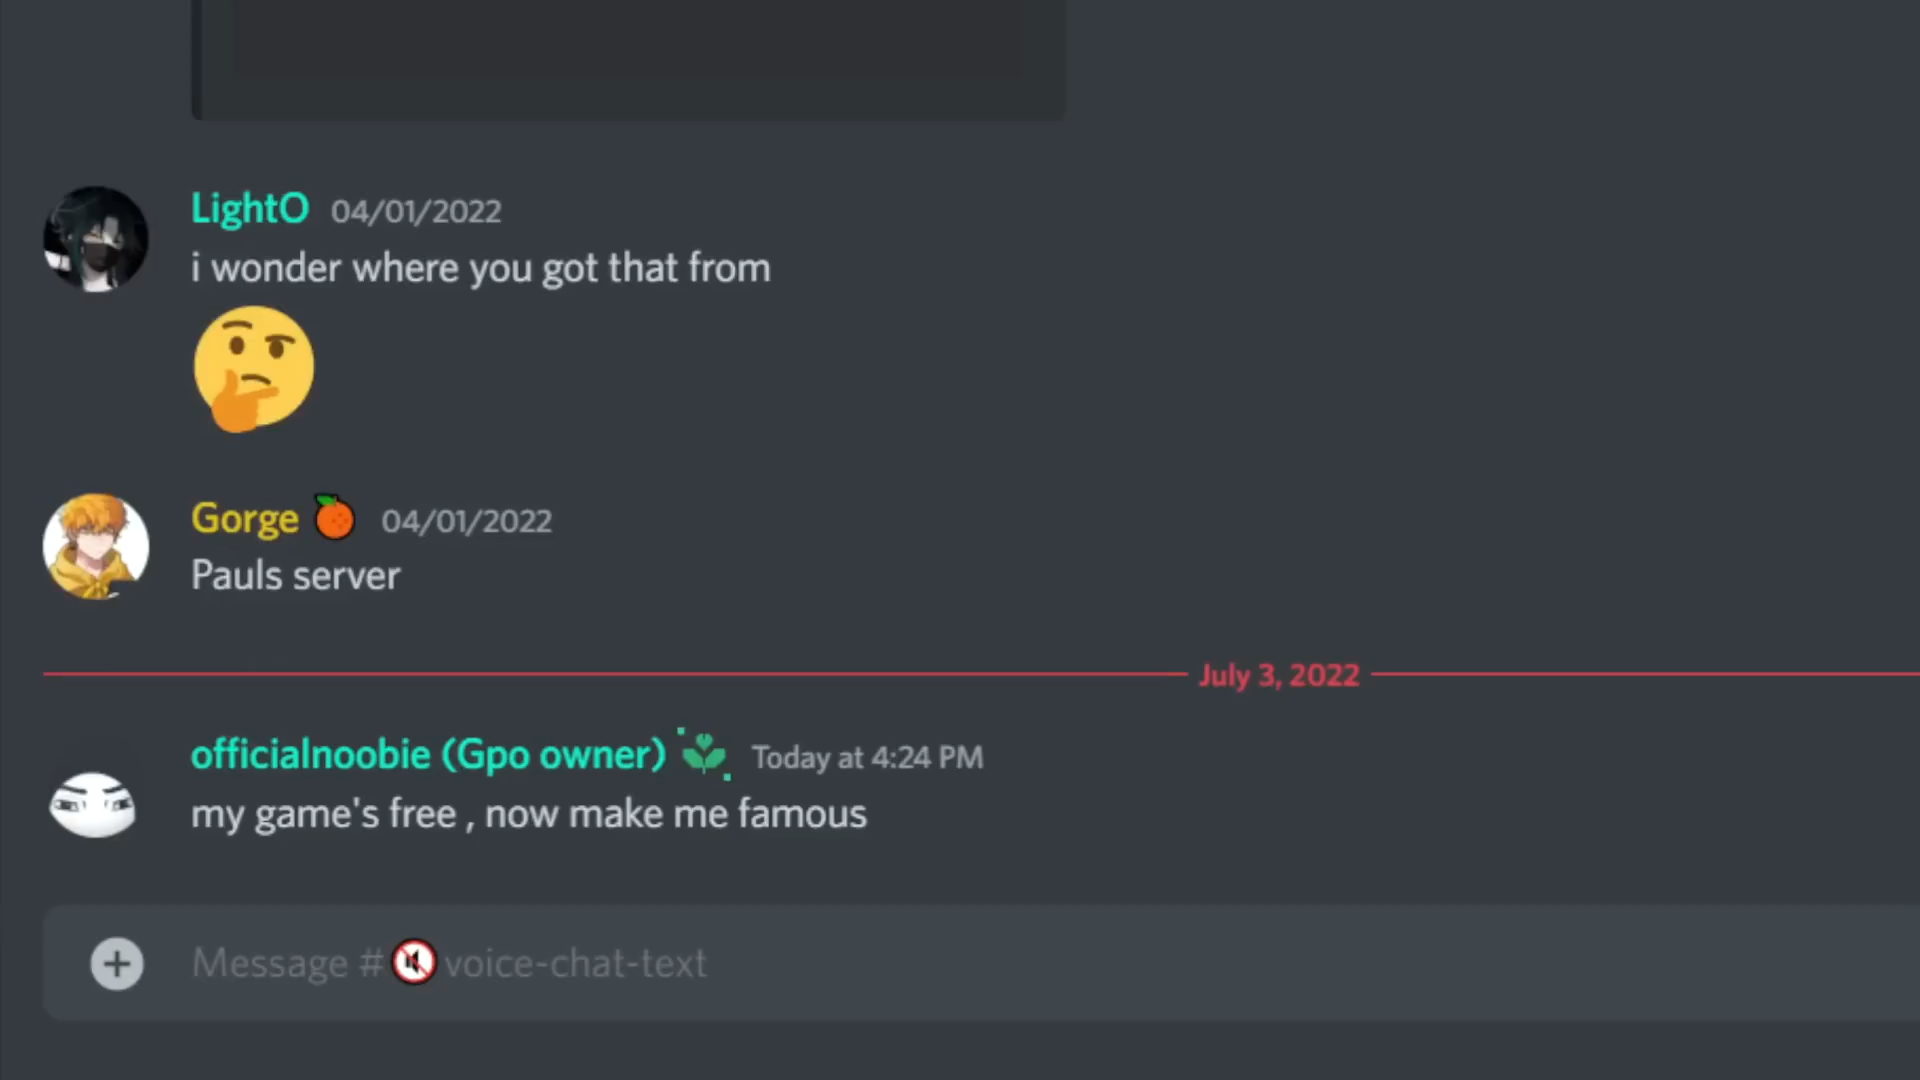 LightO 04/01/2022
i wonder where you got that from
Gorge 04/01/2022
Pauls server
July 3, 2022
officialnoobie (Gpo owner) Today at 4:24 PM
my game's free , now make me famous
Message # voice-chat-text